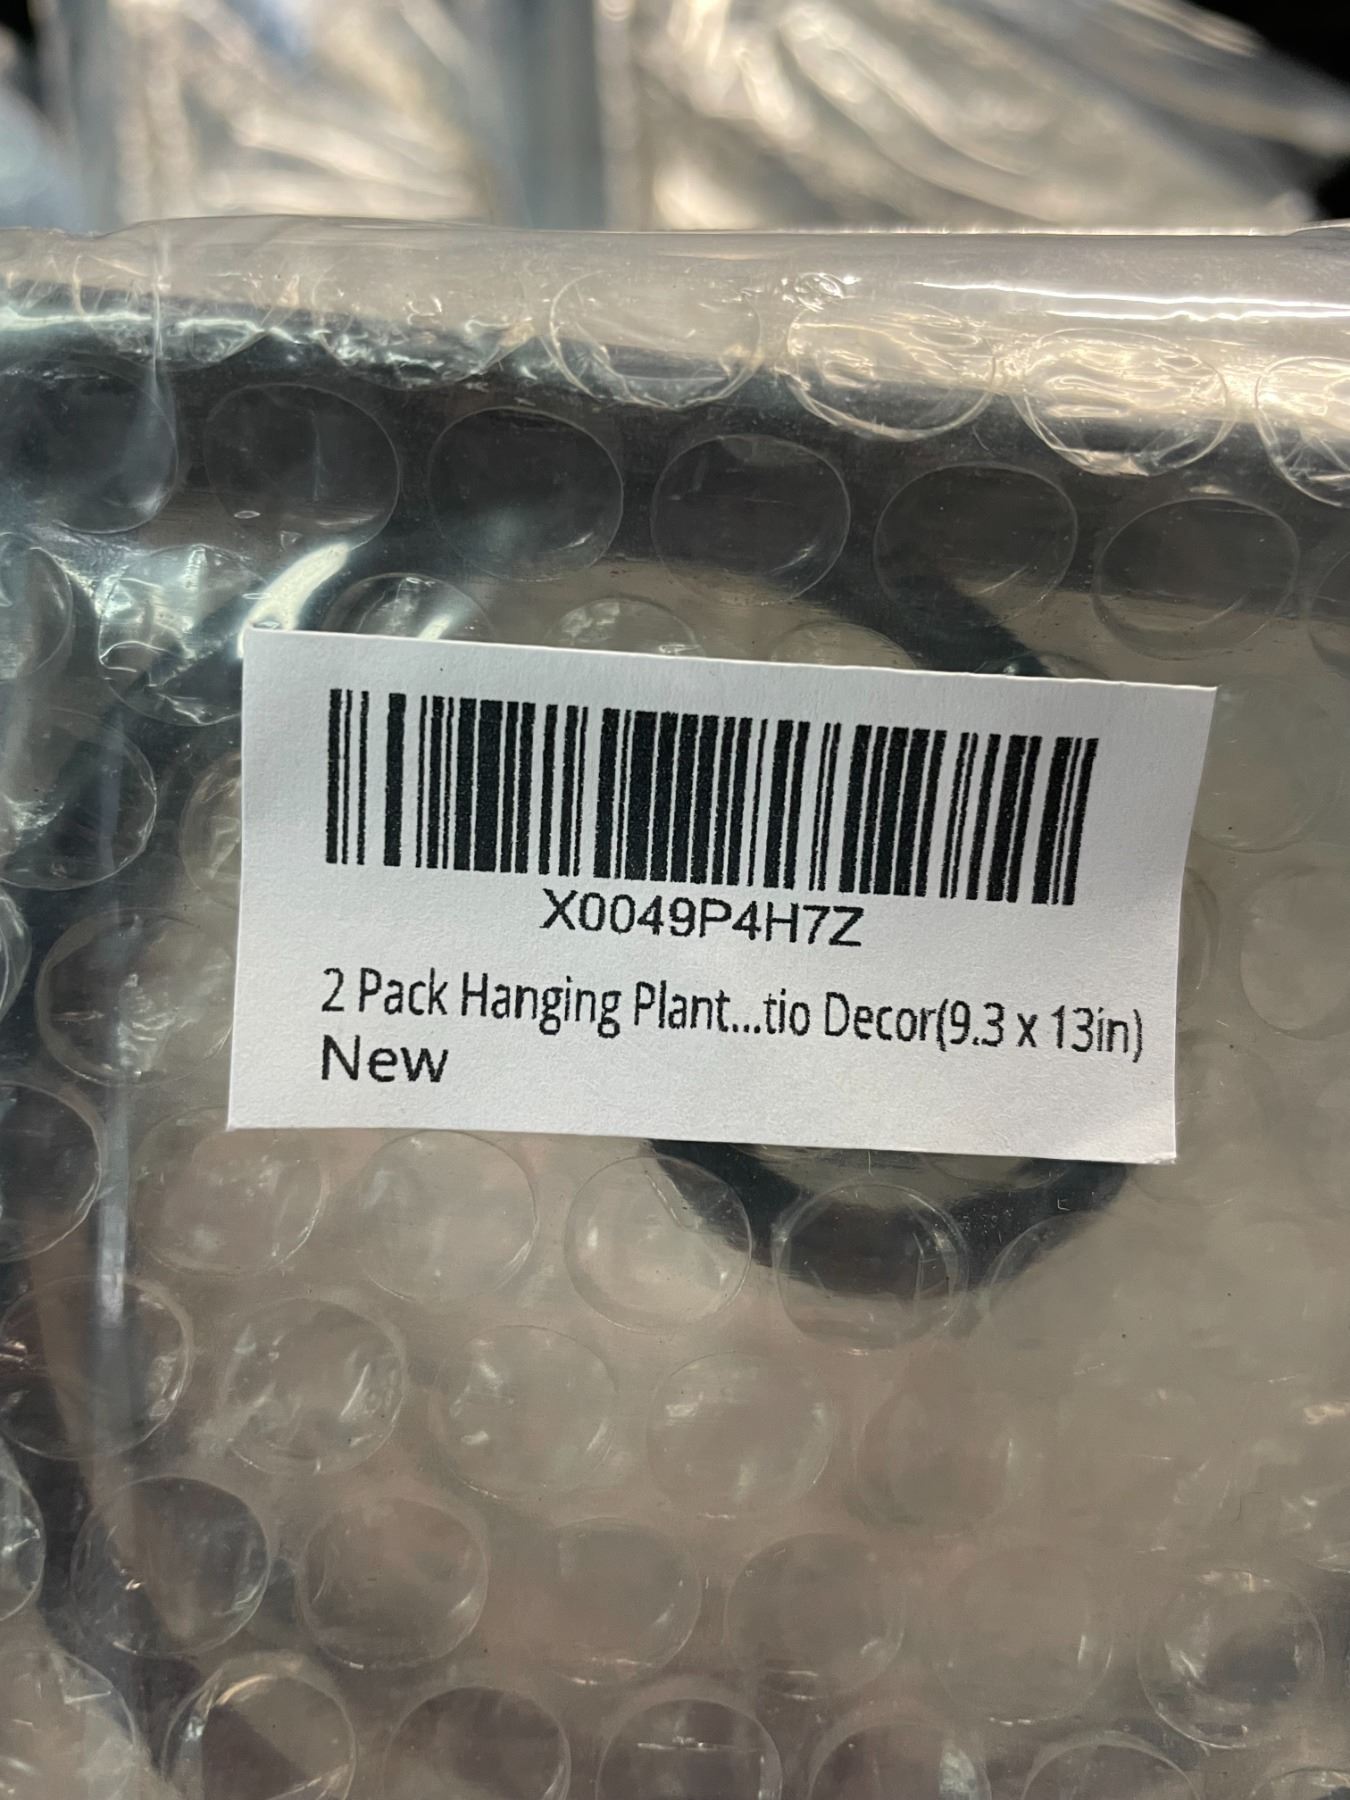 X0049P4H7Z
2 Pack Hanging Plant...tio Decor(9.3 x 13in)
New